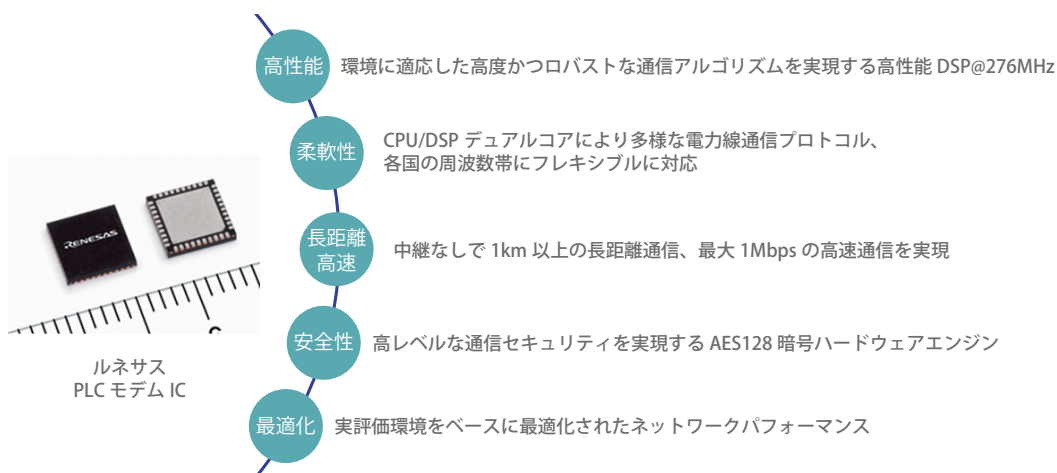 高性能
環境に適応した高度かつロバストな通信アルゴリズムを実現する高性能 DSP@276MHz
柔軟性
CPU/DSP デュアルコアにより多様な電力線通信プロトコル、
各国の周波数帯にフレキシブルに対応
RENESAS
長距離
高速
中継なしで 1km 以上の長距離通信、最大 1Mbps の高速通信を実現
安全性
高レベルな通信セキュリティを実現する AES128 暗号ハードウェアエンジン
ルネサス
PLC モデム IC
最適化
実評価環境をベースに最適化されたネットワークパフォーマンス